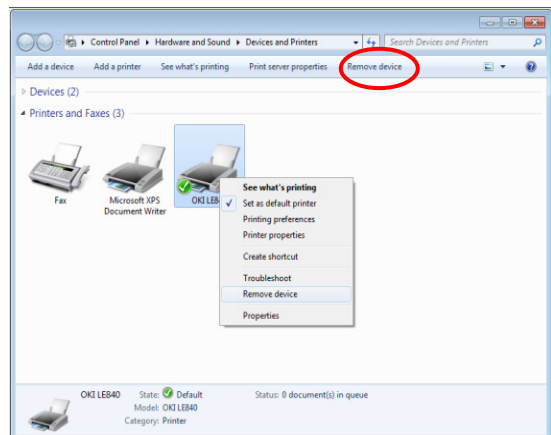 Control Panel Hardware and Sound Devices and Printers Search Devices and Printers
Add a device Add a printer See what's printing Print server properties Remove device
Devices (2)
Printers and Faxes (3)
Fax
Microsoft XPS
Document Writer
OKI LE8
See what's printing
Set as default printer
Printing preferences
Printer properties
Create shortcut
Troubleshoot
Remove device
Properties
OKI LE840 State: Default Status: 0 document(s) in queue
Model: OKI LE840
Category: Printer